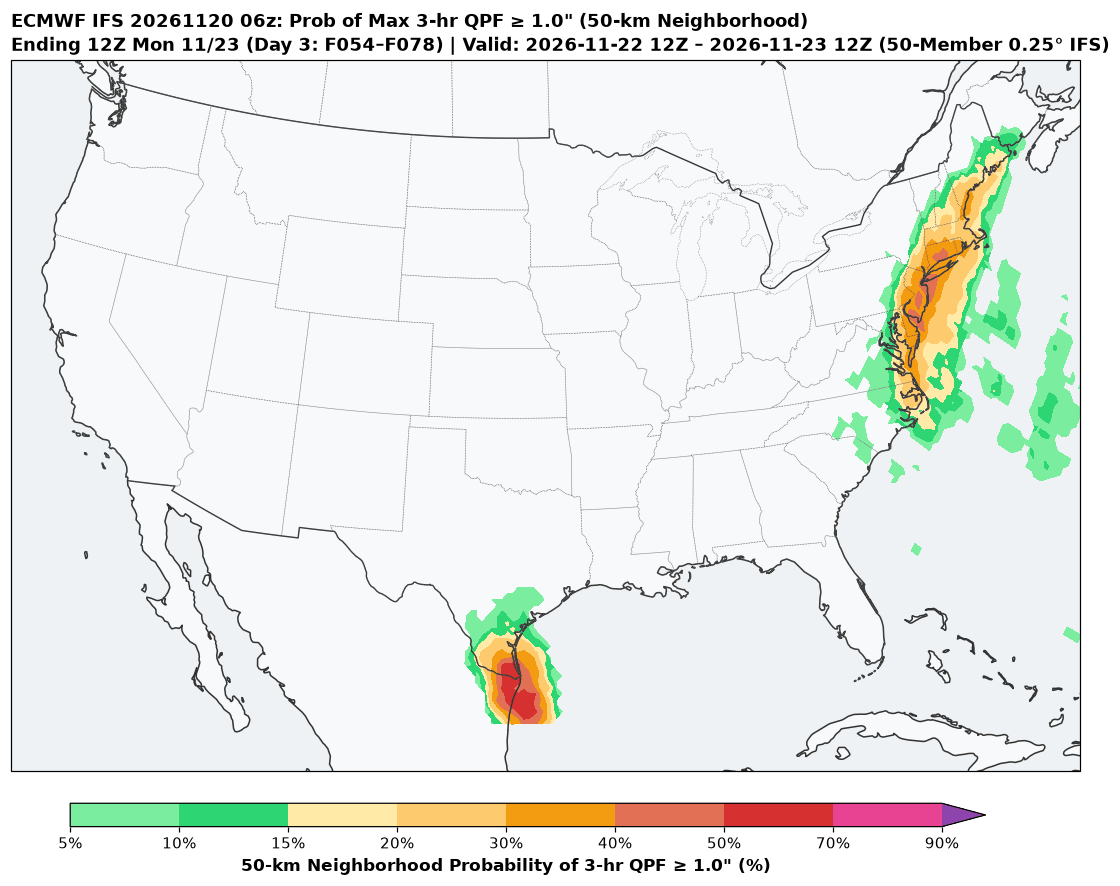 ECMWF IFS 20261120 06z: Prob of Max 3-hr QPF ≥ 1.0" (50-km Neighborhood)
Ending 12Z Mon 11/23 (Day 3: F054–F078) | Valid: 2026-11-22 12Z – 2026-11-23 12Z (50-Member 0.25° IFS)
5% 10% 15% 20% 30% 40% 50% 70% 90%
50-km Neighborhood Probability of 3-hr QPF ≥ 1.0" (%)